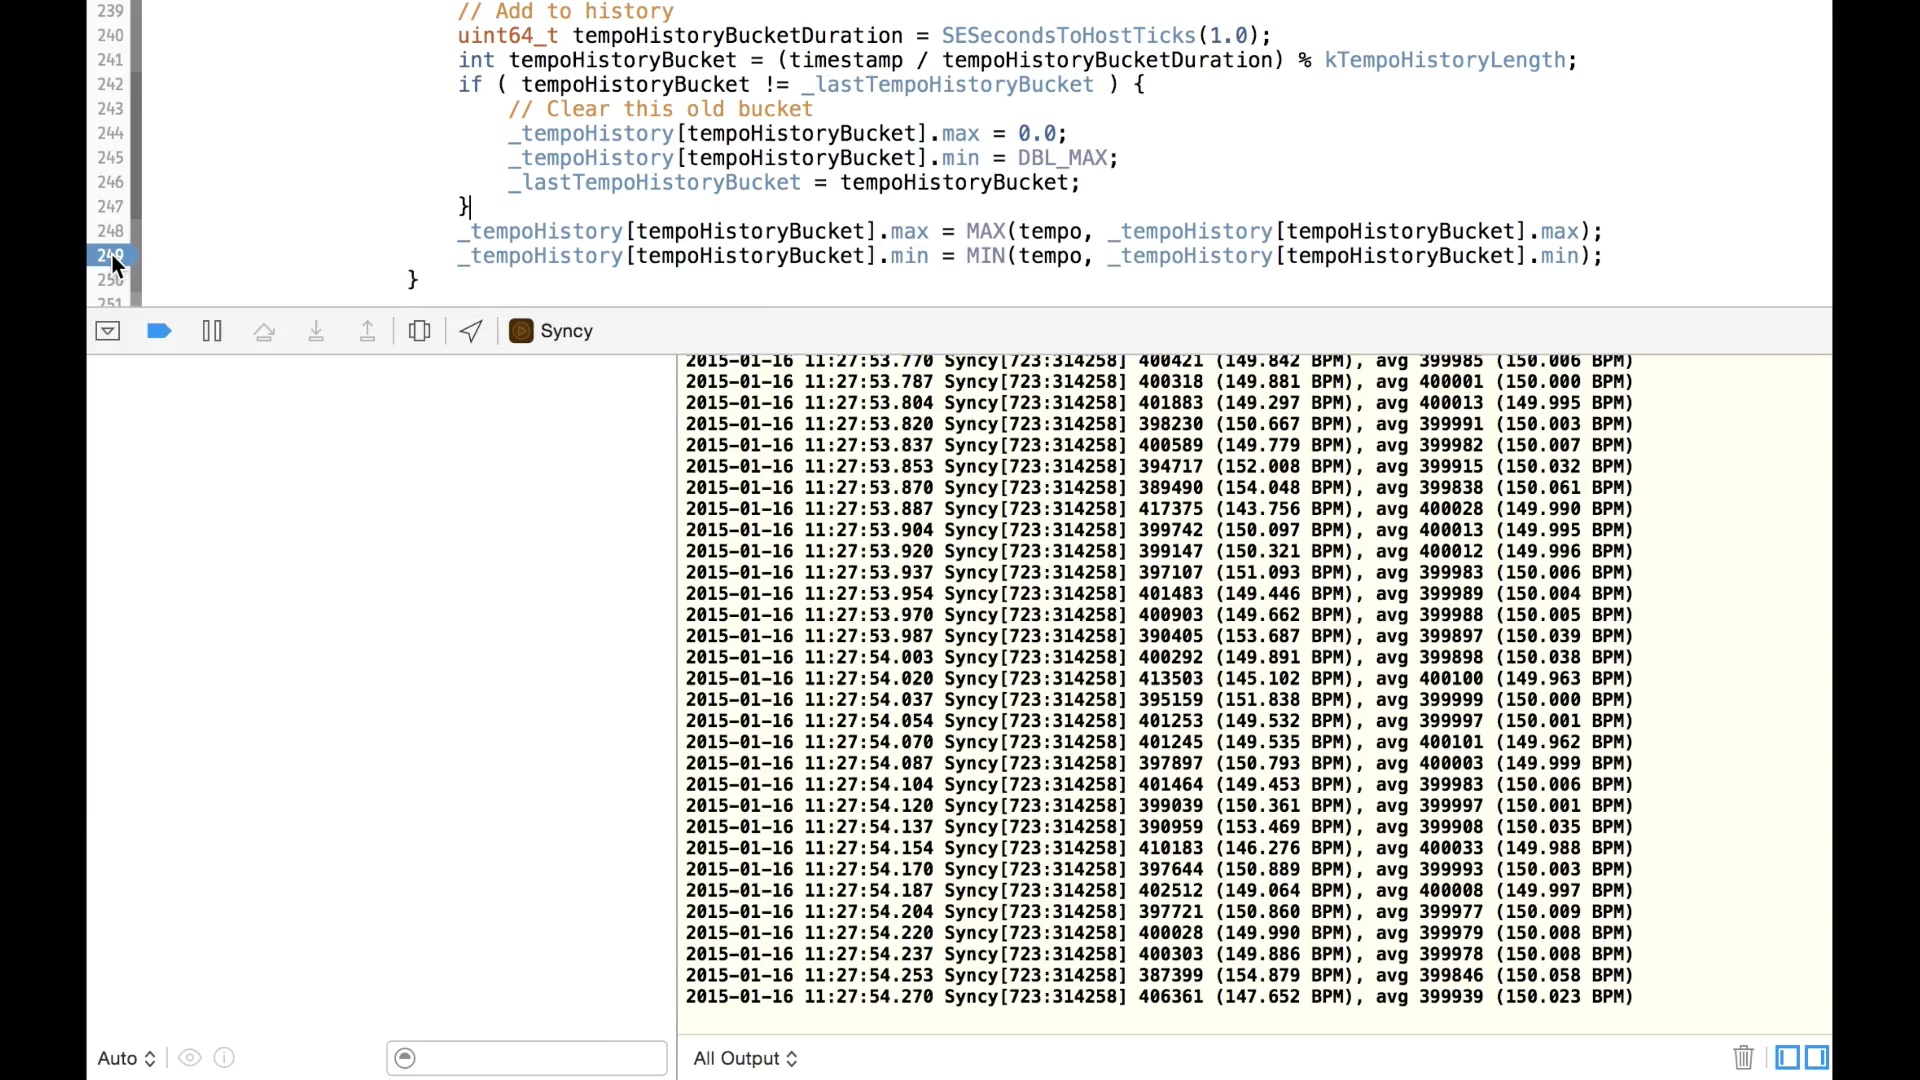 239 // Add to history
240 uint64_t tempoHistoryBucketDuration = SESecondsToHostTicks(1.0);
241 int tempoHistoryBucket = (timestamp / tempoHistoryBucketDuration) % kTempoHistoryLength;
242 if ( tempoHistoryBucket != _lastTempoHistoryBucket ) {
243 // Clear this old bucket
244 _tempoHistory[tempoHistoryBucket].max = 0.0;
245 _tempoHistory[tempoHistoryBucket].min = DBL_MAX;
246 _lastTempoHistoryBucket = tempoHistoryBucket;
247 }
248 _tempoHistory[tempoHistoryBucket].max = MAX(tempo, _tempoHistory[tempoHistoryBucket].max);
249 _tempoHistory[tempoHistoryBucket].min = MIN(tempo, _tempoHistory[tempoHistoryBucket].min);
250 }
251
Syncy
2015-01-16 11:27:53.770 Syncy[723:314258] 400421 (149.842 BPM), avg 399985 (150.006 BPM)
2015-01-16 11:27:53.787 Syncy[723:314258] 400318 (149.881 BPM), avg 400001 (150.000 BPM)
2015-01-16 11:27:53.804 Syncy[723:314258] 401883 (149.297 BPM), avg 400013 (149.995 BPM)
2015-01-16 11:27:53.820 Syncy[723:314258] 398230 (150.667 BPM), avg 399991 (150.003 BPM)
2015-01-16 11:27:53.837 Syncy[723:314258] 400589 (149.779 BPM), avg 399982 (150.007 BPM)
2015-01-16 11:27:53.853 Syncy[723:314258] 394717 (152.008 BPM), avg 399915 (150.032 BPM)
2015-01-16 11:27:53.870 Syncy[723:314258] 389490 (154.048 BPM), avg 399838 (150.061 BPM)
2015-01-16 11:27:53.887 Syncy[723:314258] 417375 (143.756 BPM), avg 400028 (149.990 BPM)
2015-01-16 11:27:53.904 Syncy[723:314258] 399742 (150.097 BPM), avg 400013 (149.995 BPM)
2015-01-16 11:27:53.920 Syncy[723:314258] 399147 (150.321 BPM), avg 400012 (149.996 BPM)
2015-01-16 11:27:53.937 Syncy[723:314258] 397107 (151.093 BPM), avg 399983 (150.006 BPM)
2015-01-16 11:27:53.954 Syncy[723:314258] 401483 (149.446 BPM), avg 399989 (150.004 BPM)
2015-01-16 11:27:53.970 Syncy[723:314258] 400903 (149.662 BPM), avg 399988 (150.005 BPM)
2015-01-16 11:27:53.987 Syncy[723:314258] 390405 (153.687 BPM), avg 399897 (150.039 BPM)
2015-01-16 11:27:54.003 Syncy[723:314258] 400292 (149.891 BPM), avg 399898 (150.038 BPM)
2015-01-16 11:27:54.020 Syncy[723:314258] 413503 (145.102 BPM), avg 400100 (149.963 BPM)
2015-01-16 11:27:54.037 Syncy[723:314258] 395159 (151.838 BPM), avg 399999 (150.000 BPM)
2015-01-16 11:27:54.054 Syncy[723:314258] 401253 (149.532 BPM), avg 399997 (150.001 BPM)
2015-01-16 11:27:54.070 Syncy[723:314258] 401245 (149.535 BPM), avg 400101 (149.962 BPM)
2015-01-16 11:27:54.087 Syncy[723:314258] 397897 (150.793 BPM), avg 400003 (149.999 BPM)
2015-01-16 11:27:54.104 Syncy[723:314258] 401464 (149.453 BPM), avg 399983 (150.006 BPM)
2015-01-16 11:27:54.120 Syncy[723:314258] 399039 (150.361 BPM), avg 399997 (150.001 BPM)
2015-01-16 11:27:54.137 Syncy[723:314258] 390959 (153.469 BPM), avg 399908 (150.035 BPM)
2015-01-16 11:27:54.154 Syncy[723:314258] 410183 (146.276 BPM), avg 400033 (149.988 BPM)
2015-01-16 11:27:54.170 Syncy[723:314258] 397644 (150.889 BPM), avg 399993 (150.003 BPM)
2015-01-16 11:27:54.187 Syncy[723:314258] 402512 (149.064 BPM), avg 400008 (149.997 BPM)
2015-01-16 11:27:54.204 Syncy[723:314258] 397721 (150.860 BPM), avg 399977 (150.009 BPM)
2015-01-16 11:27:54.220 Syncy[723:314258] 400028 (149.990 BPM), avg 399979 (150.008 BPM)
2015-01-16 11:27:54.237 Syncy[723:314258] 400303 (149.886 BPM), avg 399978 (150.008 BPM)
2015-01-16 11:27:54.253 Syncy[723:314258] 387399 (154.879 BPM), avg 399846 (150.058 BPM)
2015-01-16 11:27:54.270 Syncy[723:314258] 406361 (147.652 BPM), avg 399939 (150.023 BPM)
Auto All Output